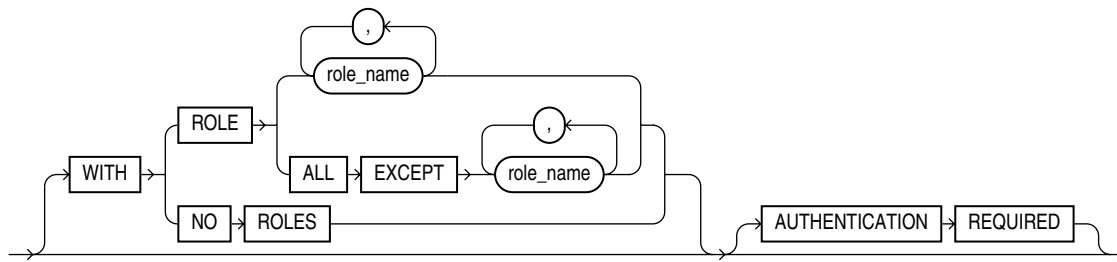 ,
role_name
ROLE
,
WITH
ALL EXCEPT role_name
NO ROLES
AUTHENTICATION REQUIRED